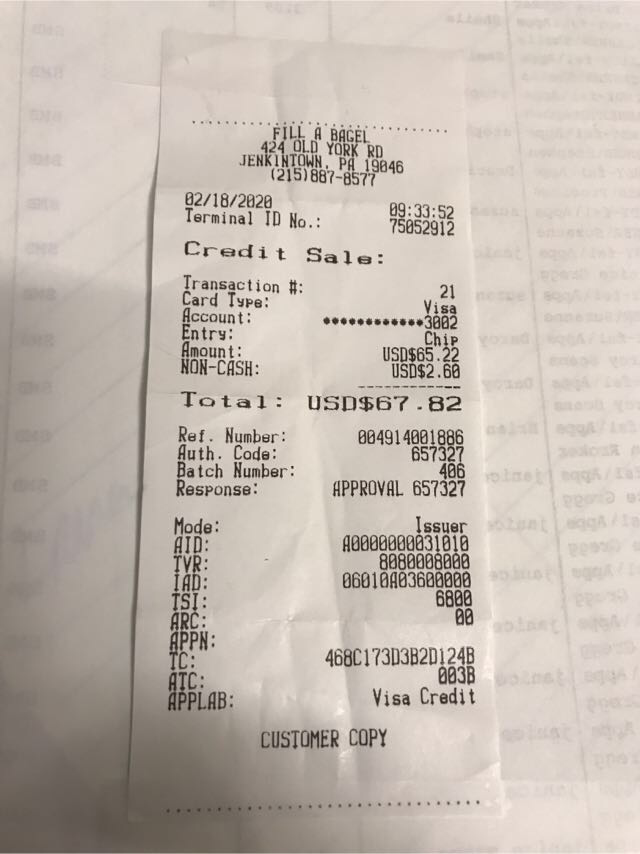 FILL A BAGEL
424 OLD YORK RD
JENKINTOWN, PA 19046
(215)887-8577
02/18/2020 09:33:52
Terminal ID No.: 75052912
Credit Sale:
Transaction #: 21
Card Type: Visa
Account: ************3002
Entry: Chip
Amount: USD$65.22
NON-CASH: USD$2.60
Total: USD$67.82
Ref. Number: 004914001886
Auth. Code: 657327
Batch Number: 406
Response: APPROVAL 657327
Mode: Issuer
AID: A0000000031010
TVR: 8080008000
IAD: 06010A03600000
TSI: 6800
ARC: 00
APPN:
TC: 468C173D3B2D124B
ATC: 003B
APPLAB: Visa Credit
CUSTOMER COPY